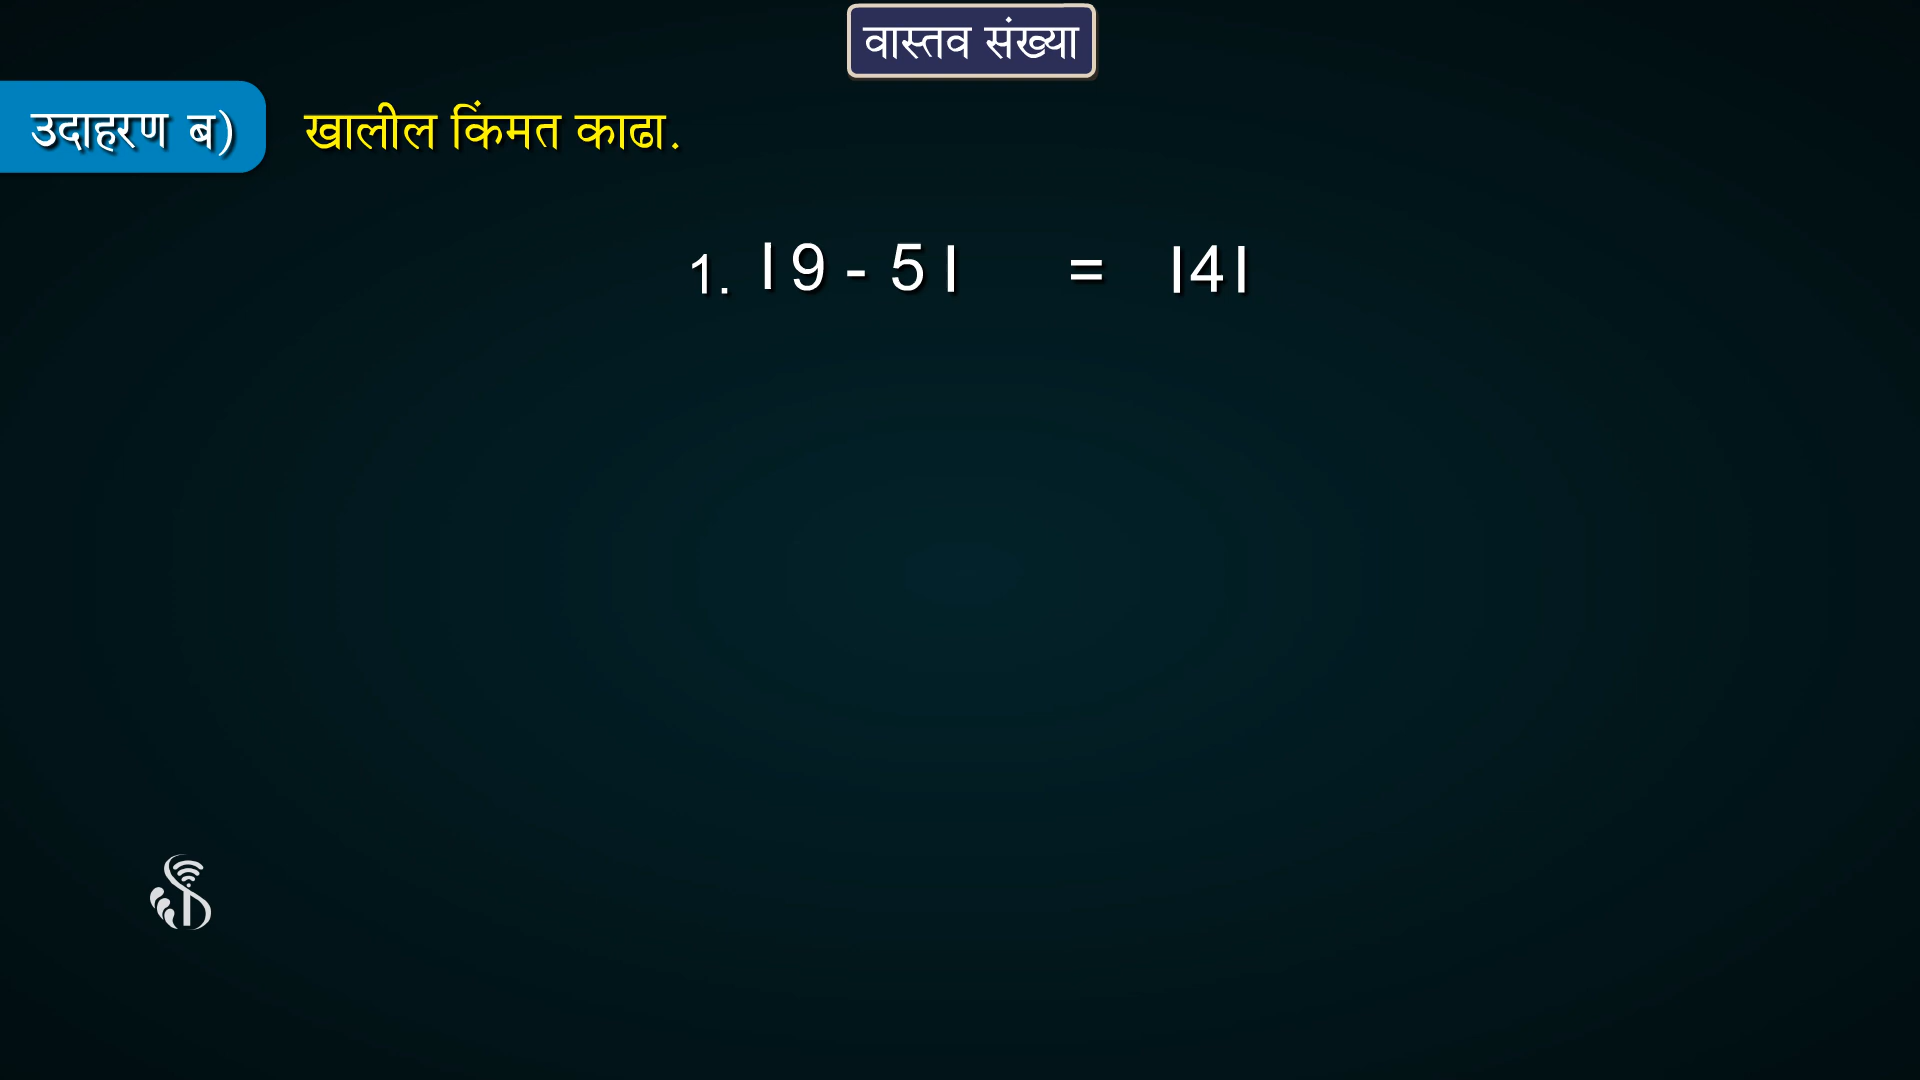 वास्तव संख्या
उदाहरण ब) खालील किंमत काढा.
1. |9 - 5| = |4|